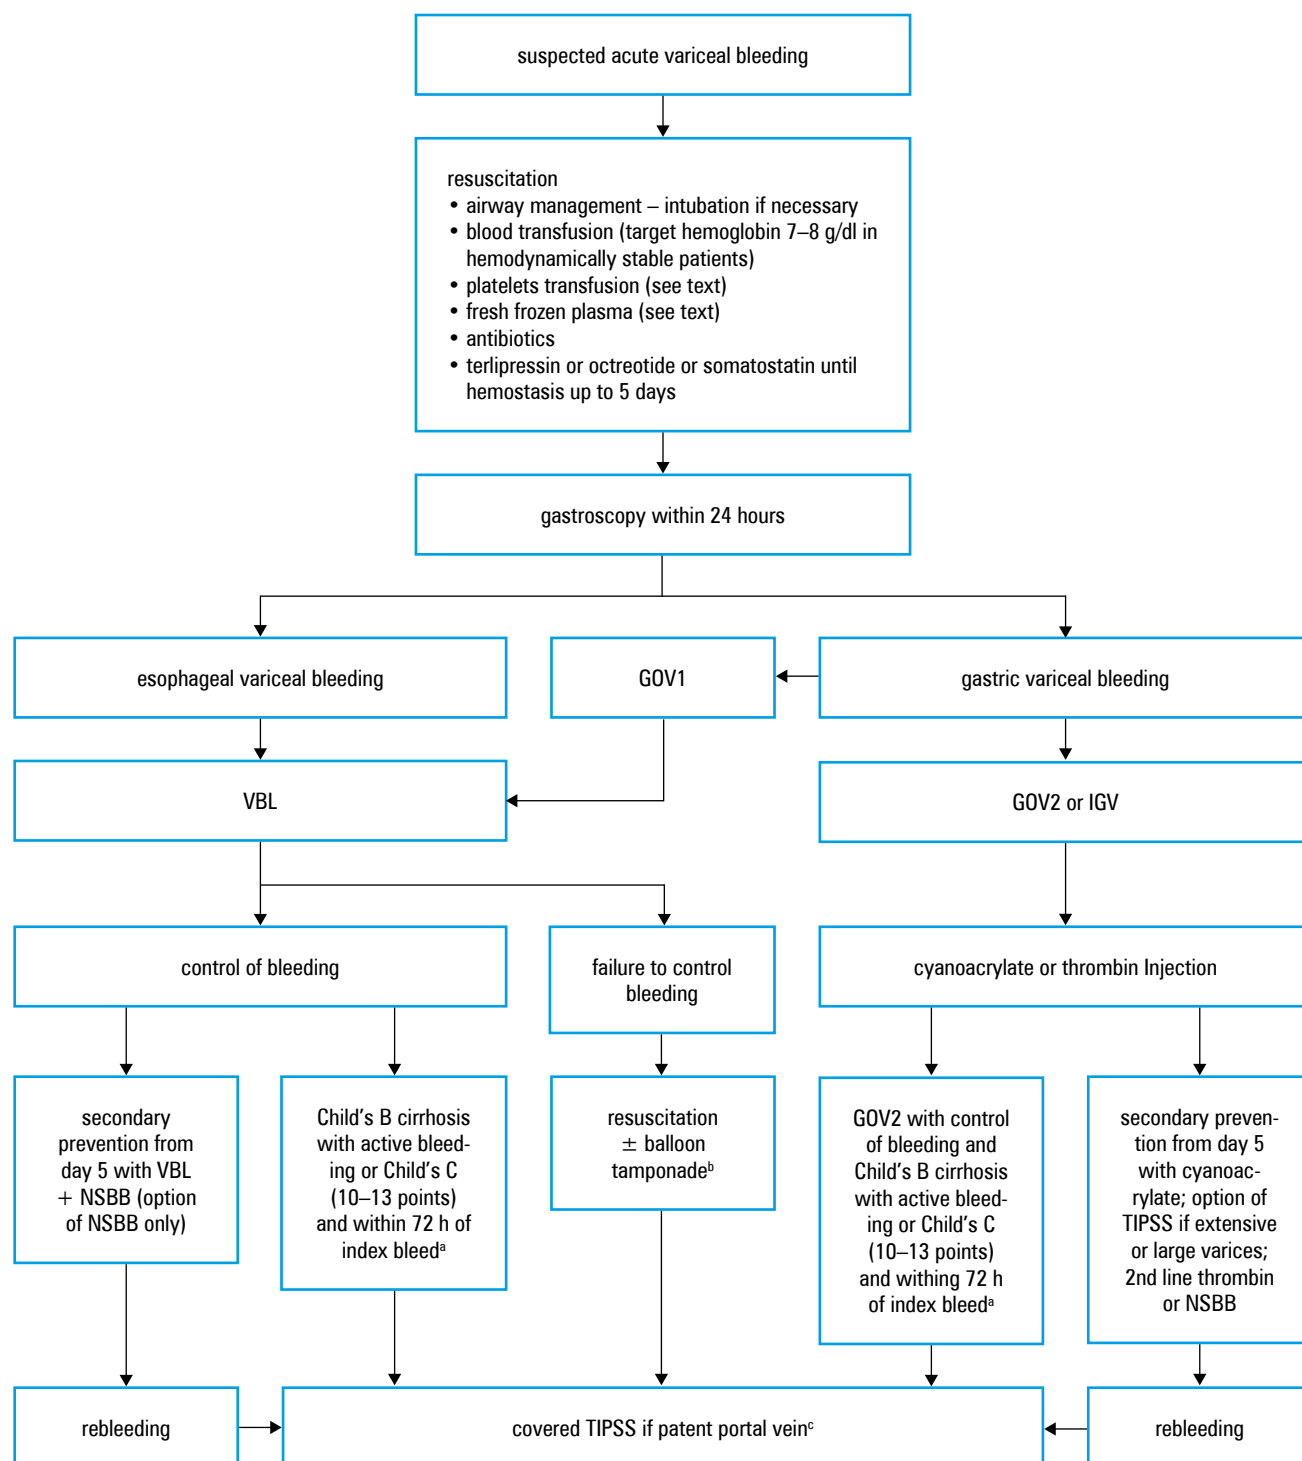 suspected acute variceal bleeding
resuscitation
• airway management – intubation if necessary
• blood transfusion (target hemoglobin 7–8 g/dl in
hemodynamically stable patients)
• platelets transfusion (see text)
• fresh frozen plasma (see text)
• antibiotics
• terlipressin or octreotide or somatostatin until
hemostasis up to 5 days
gastroscopy within 24 hours
esophageal variceal bleeding
GOV1
gastric variceal bleeding
VBL
GOV2 or IGV
control of bleeding
failure to control
bleeding
cyanoacrylate or thrombin Injection
secondary
prevention from
day 5 with VBL
+ NSBB (option
of NSBB only)
Child's B cirrhosis
with active bleed-
ing or Child's C
(10–13 points)
and within 72 h of
index bleedᵃ
resuscitation
± balloon
tamponadeᵇ
GOV2 with control
of bleeding and
Child's B cirrhosis
with active bleed-
ing or Child's C
(10–13 points)
and withing 72 h
of index bleedᵃ
secondary preven-
tion from day 5
with cyanoac-
rylate; option of
TIPSS if extensive
or large varices;
2nd line thrombin
or NSBB
rebleeding
covered TIPSS if patent portal veinᶜ
rebleeding